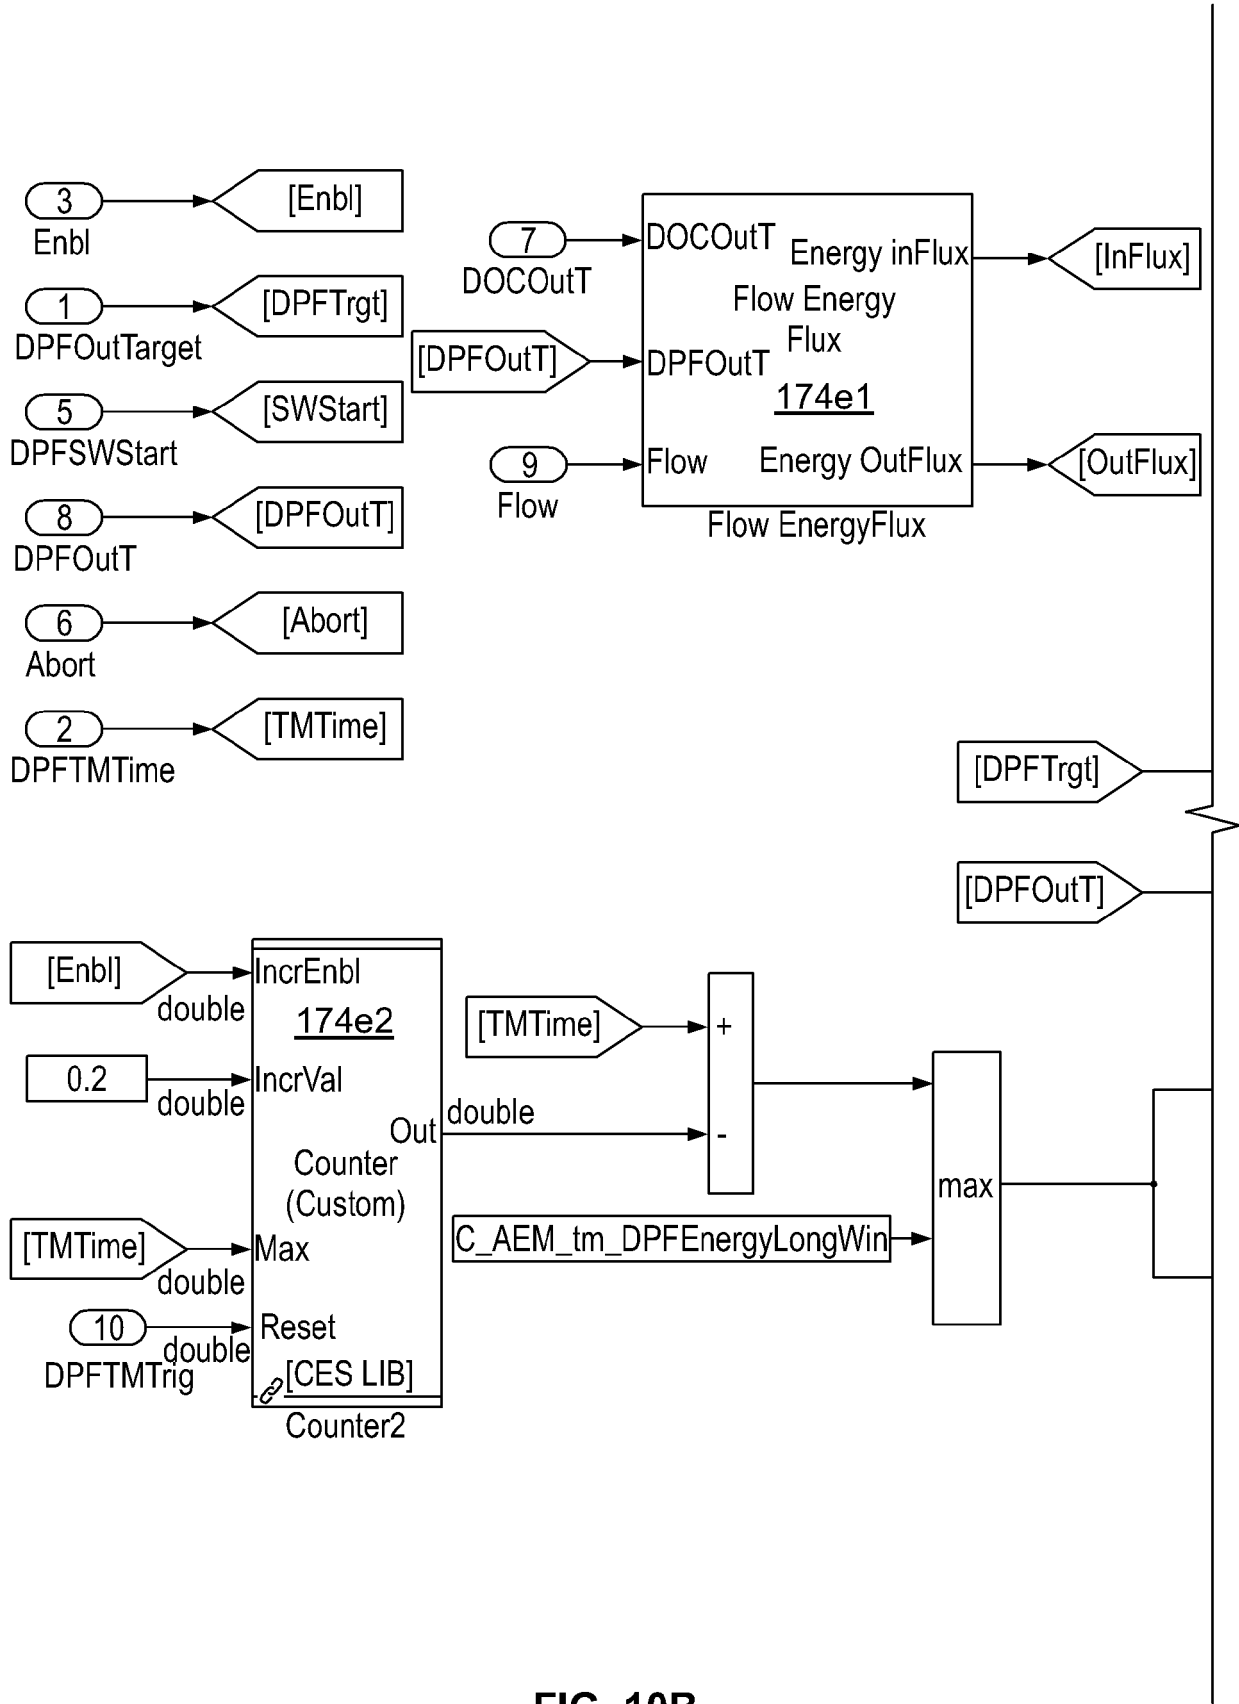 3
[Enbl]
Enbl
1
[DPFTrgt]
DPFOutTarget
5
[SWStart]
DPFSWStart
8
[DPFOutT]
DPFOutT
6
[Abort]
Abort
2
[TMTime]
DPFTMTime
7
DOCOutT
[DPFOutT]
9
Flow
DOCOutT
Energy inFlux
Flow Energy
Flux
DPFOutT
174e1
Flow
Energy OutFlux
Flow EnergyFlux
[InFlux]
[OutFlux]
[DPFTrgt]
[DPFOutT]
[Enbl]
double
0.2
double
[TMTime]
double
10
double
DPFTMTrig
IncrEnbl
174e2
IncrVal
Out
Counter
(Custom)
Max
Reset
[CES LIB]
Counter2
double
[TMTime]
+
-
C_AEM_tm_DPFEnergyLongWin
max
FIG. 10B